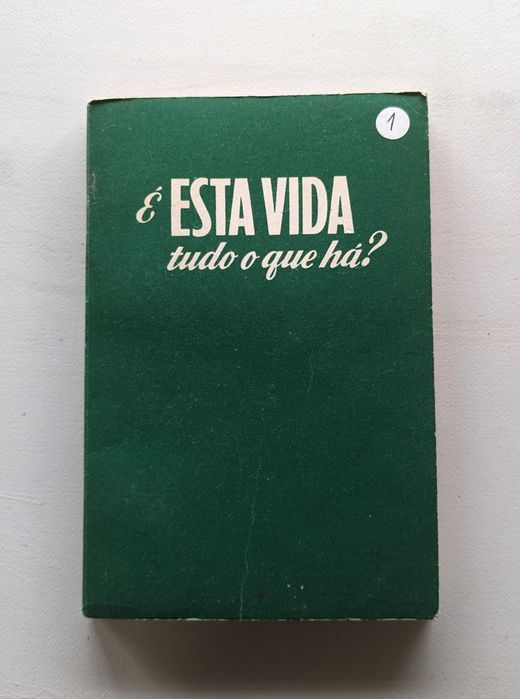 1
É ESTA VIDA
tudo o que há?